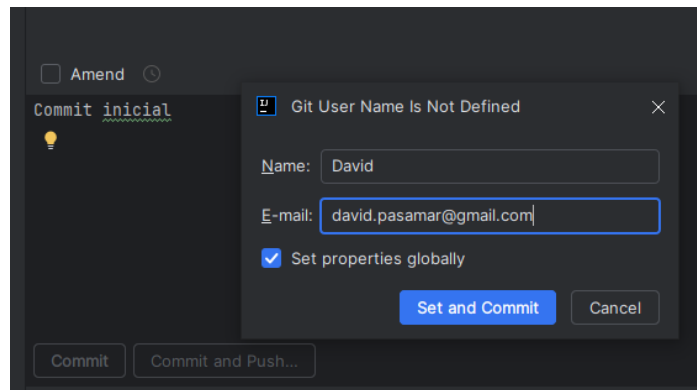 Amend
Commit inicial
IJ Git User Name Is Not Defined
Name: David
E-mail: david.pasamar@gmail.com
Set properties globally
Set and Commit Cancel
Commit Commit and Push...